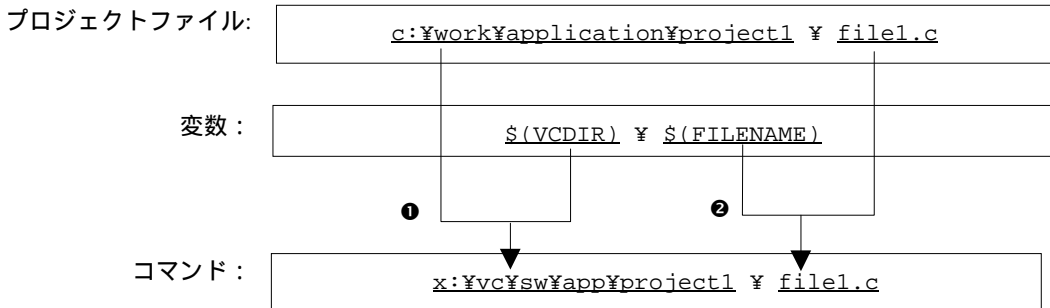 プロジェクトファイル: c:¥work¥application¥project1 ¥ file1.c
変数： $(VCDIR) ¥ $(FILENAME)
❶ ❷
コマンド： x:¥vc¥sw¥app¥project1 ¥ file1.c